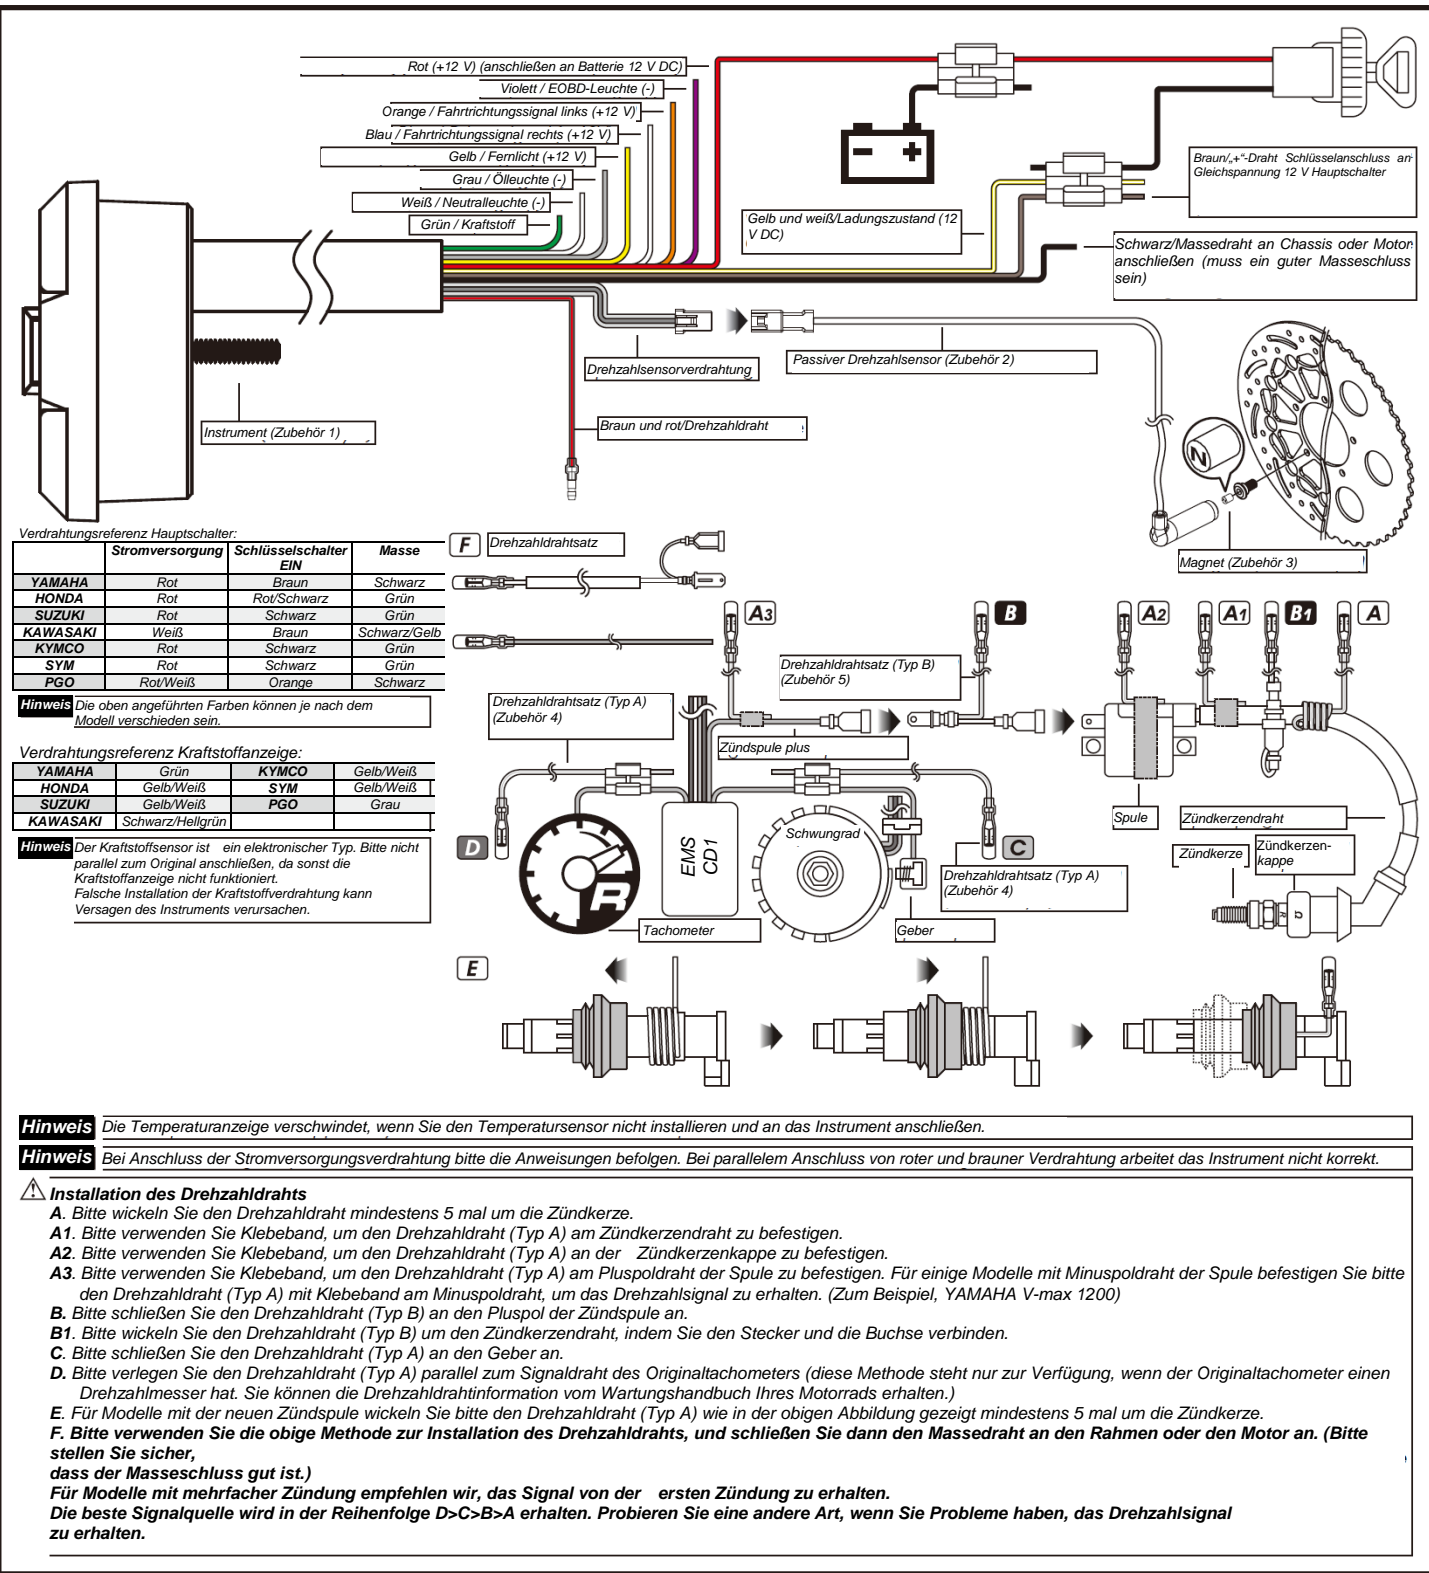 Rot (+12 V) (anschließen an Batterie 12 V DC)
Violett / EOBD-Leuchte (-)
Orange / Fahrtrichtungssignal links (+12 V)
Blau / Fahrtrichtungssignal rechts (+12 V)
Gelb / Fernlicht (+12 V)
Grau / Ölleuchte (-)
Weiß / Neutralleuchte (-)
Grün / Kraftstoff
Gelb und weiß/Ladungszustand (12
V DC)
Braun/„+“-Draht Schlüsselanschluss an
Gleichspannung 12 V Hauptschalter
Schwarz/Massedraht an Chassis oder Motor
anschließen (muss ein guter Masseschluss
sein)
Drehzahlsensorverdrahtung
Passiver Drehzahlsensor (Zubehör 2)
Instrument (Zubehör 1)
Braun und rot/Drehzahldraht
N
Magnet (Zubehör 3)
Verdrahtungsreferenz Hauptschalter:
Stromversorgung Schlüsselschalter EIN Masse
YAMAHA Rot Braun Schwarz
HONDA Rot Rot/Schwarz Grün
SUZUKI Rot Schwarz Grün
KAWASAKI Weiß Braun Schwarz/Gelb
KYMCO Rot Schwarz Grün
SYM Rot Schwarz Grün
PGO Rot/Weiß Orange Schwarz
Hinweis Die oben angeführten Farben können je nach dem
Modell verschieden sein.
Verdrahtungsreferenz Kraftstoffanzeige:
YAMAHA Grün KYMCO Gelb/Weiß
HONDA Gelb/Weiß SYM Gelb/Weiß
SUZUKI Gelb/Weiß PGO Grau
KAWASAKI Schwarz/Hellgrün
Hinweis Der Kraftstoffsensor ist ein elektronischer Typ. Bitte nicht
parallel zum Original anschließen, da sonst die
Kraftstoffanzeige nicht funktioniert.
Falsche Installation der Kraftstoffverdrahtung kann
Versagen des Instruments verursachen.
F Drehzahldrahtsatz
A3 B A2 A1 B1 A
Drehzahldrahtsatz (Typ B)
(Zubehör 5)
Drehzahldrahtsatz (Typ A)
(Zubehör 4)
Zündspule plus
Spule
Zündkerzendraht
Zündkerze
Zündkerzen-
kappe
Ω
R
D
R
EMS
CD1
Schwungrad
C
Drehzahldrahtsatz (Typ A)
(Zubehör 4)
Tachometer
Geber
E
Hinweis Die Temperaturanzeige verschwindet, wenn Sie den Temperatursensor nicht installieren und an das Instrument anschließen.
Hinweis Bei Anschluss der Stromversorgungsverdrahtung bitte die Anweisungen befolgen. Bei parallelem Anschluss von roter und brauner Verdrahtung arbeitet das Instrument nicht korrekt.
Installation des Drehzahldrahts
A. Bitte wickeln Sie den Drehzahldraht mindestens 5 mal um die Zündkerze.
A1. Bitte verwenden Sie Klebeband, um den Drehzahldraht (Typ A) am Zündkerzendraht zu befestigen.
A2. Bitte verwenden Sie Klebeband, um den Drehzahldraht (Typ A) an der Zündkerzenkappe zu befestigen.
A3. Bitte verwenden Sie Klebeband, um den Drehzahldraht (Typ A) am Pluspoldraht der Spule zu befestigen. Für einige Modelle mit Minuspoldraht der Spule befestigen Sie bitte
den Drehzahldraht (Typ A) mit Klebeband am Minuspoldraht, um das Drehzahlsignal zu erhalten. (Zum Beispiel, YAMAHA V-max 1200)
B. Bitte schließen Sie den Drehzahldraht (Typ B) an den Pluspol der Zündspule an.
B1. Bitte wickeln Sie den Drehzahldraht (Typ B) um den Zündkerzendraht, indem Sie den Stecker und die Buchse verbinden.
C. Bitte schließen Sie den Drehzahldraht (Typ A) an den Geber an.
D. Bitte verlegen Sie den Drehzahldraht (Typ A) parallel zum Signaldraht des Originaltachometers (diese Methode steht nur zur Verfügung, wenn der Originaltachometer einen
Drehzahlmesser hat. Sie können die Drehzahldrahtinformation vom Wartungshandbuch Ihres Motorrads erhalten.)
E. Für Modelle mit der neuen Zündspule wickeln Sie bitte den Drehzahldraht (Typ A) wie in der obigen Abbildung gezeigt mindestens 5 mal um die Zündkerze.
F. Bitte verwenden Sie die obige Methode zur Installation des Drehzahldrahts, und schließen Sie dann den Massedraht an den Rahmen oder den Motor an. (Bitte
stellen Sie sicher,
dass der Masseschluss gut ist.)
Für Modelle mit mehrfacher Zündung empfehlen wir, das Signal von der ersten Zündung zu erhalten.
Die beste Signalquelle wird in der Reihenfolge D>C>B>A erhalten. Probieren Sie eine andere Art, wenn Sie Probleme haben, das Drehzahlsignal
zu erhalten.